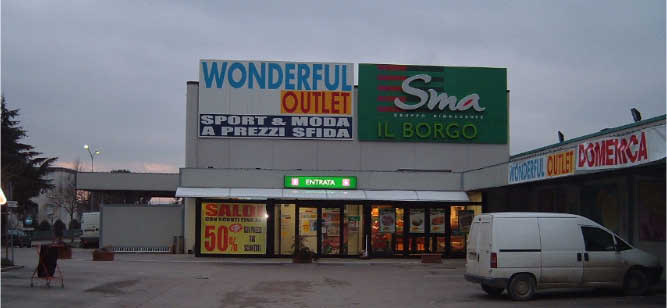 WONDERFUL
OUTLET
SPORT & MODA
A PREZZI SFIDA
Sma
GRUPPO RINASCENTE
IL BORGO
ENTRATA
WONDERFUL OUTLET DOMENICA
SALDI
50%